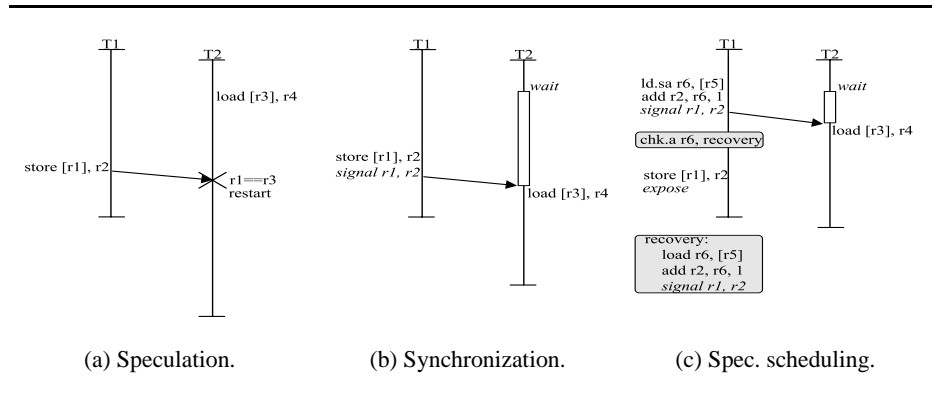 T1
T2
load [r3], r4
store [r1], r2
r1==r3
restart
(a) Speculation.
T1
T2
wait
store [r1], r2
signal r1, r2
load [r3], r4
(b) Synchronization.
T1
T2
ld.sa r6, [r5]
add r2, r6, 1
signal r1, r2
wait
load [r3], r4
chk.a r6, recovery
store [r1], r2
expose
recovery:
load r6, [r5]
add r2, r6, 1
signal r1, r2
(c) Spec. scheduling.